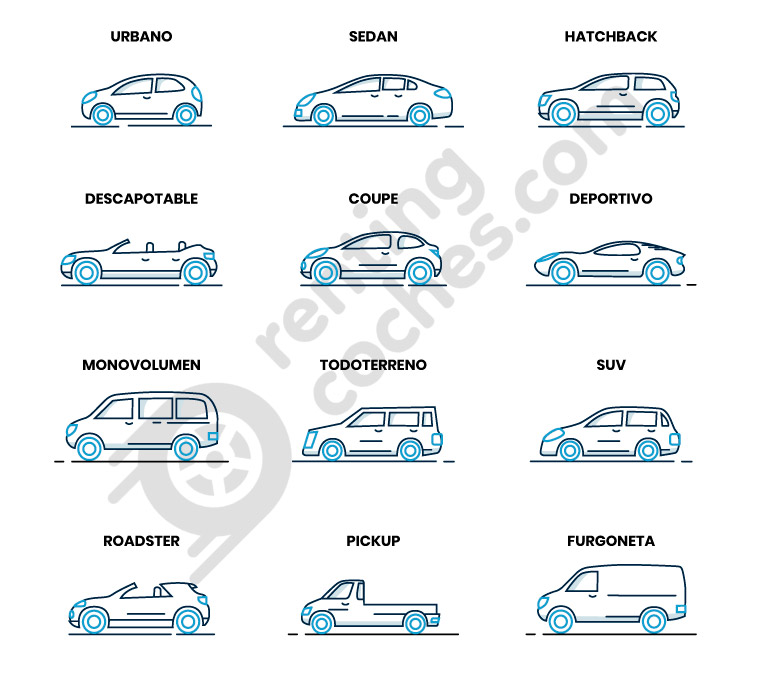 URBANO
SEDAN
HATCHBACK
DESCAPOTABLE
COUPE
DEPORTIVO
MONOVOLUMEN
TODOTERRENO
SUV
ROADSTER
PICKUP
FURGONETA
renting
coches.com